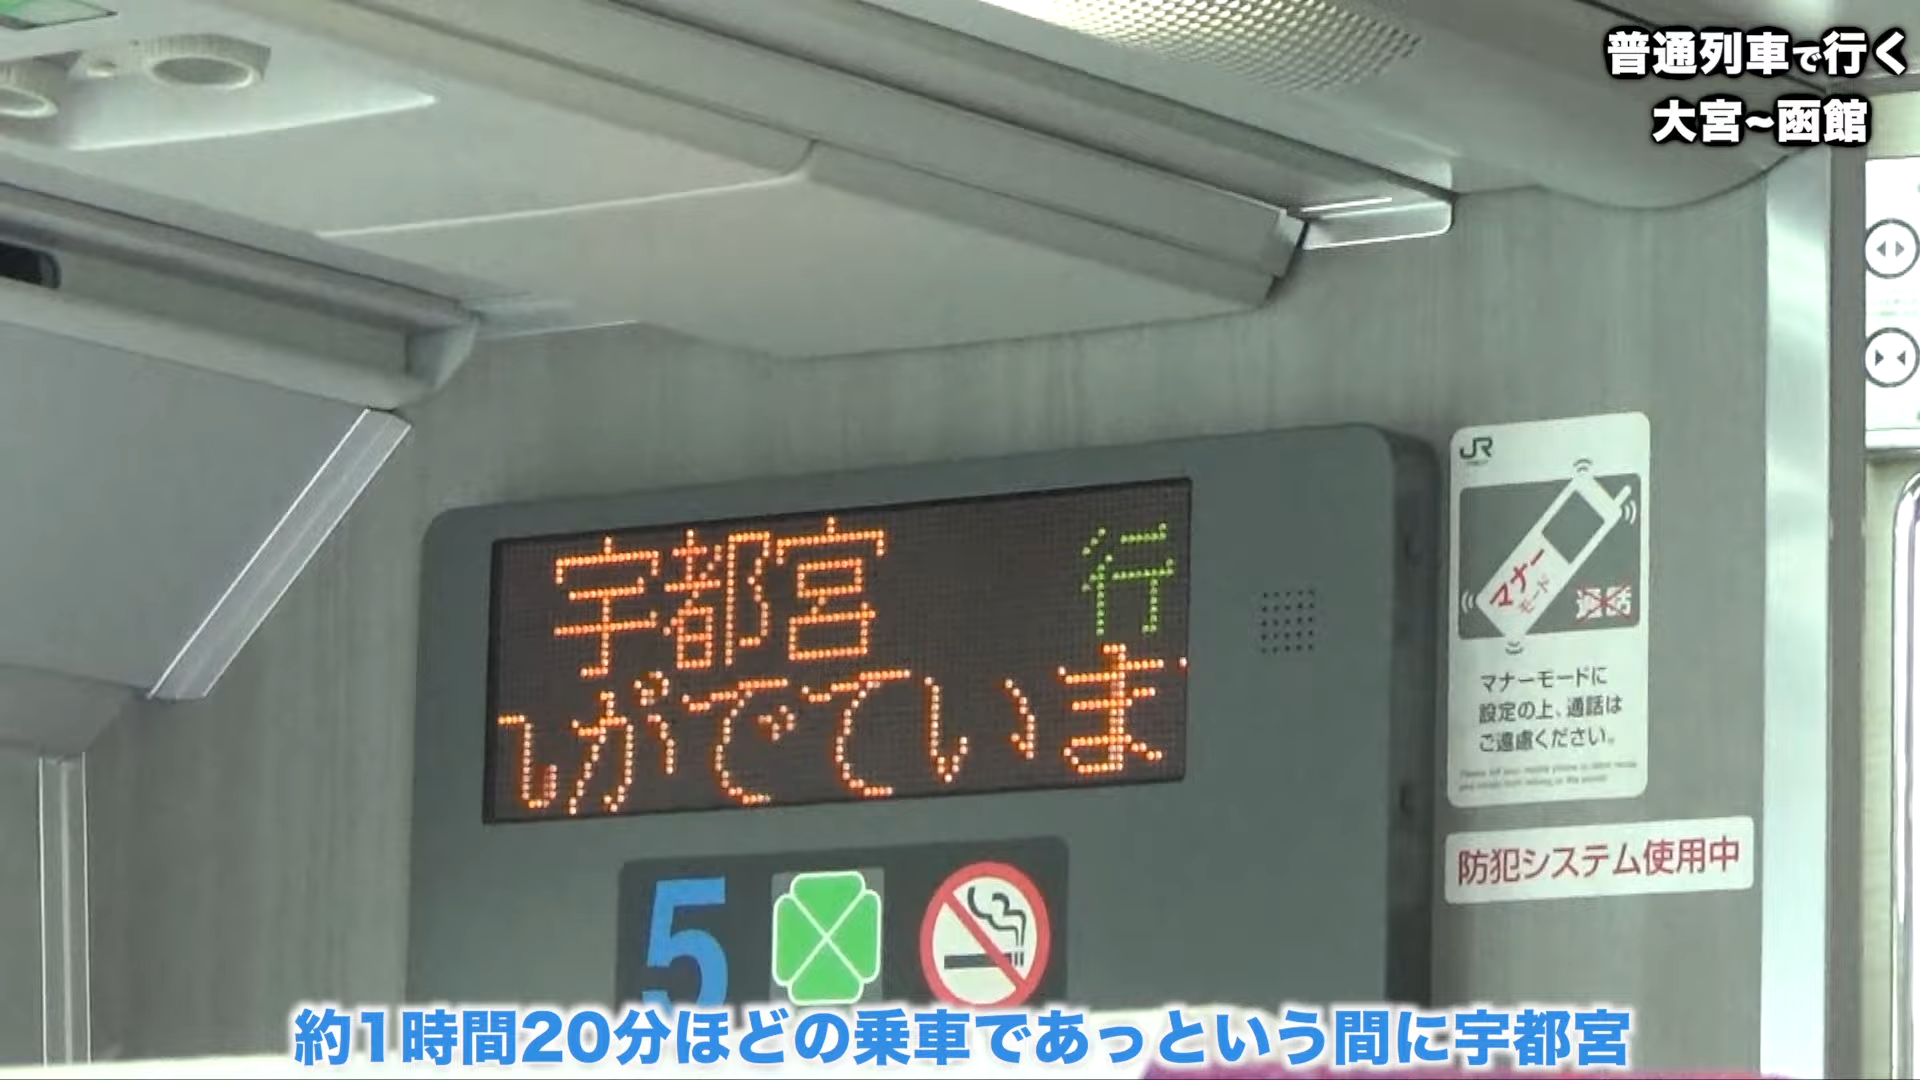 普通列車で行く
大宮~函館
宇都宮 行
がでていま
JR
マナー
モード
通話
マナーモードに
設定の上、通話は
ご遠慮ください。
防犯システム使用中
5
約1時間20分ほどの乗車であっという間に宇都宮